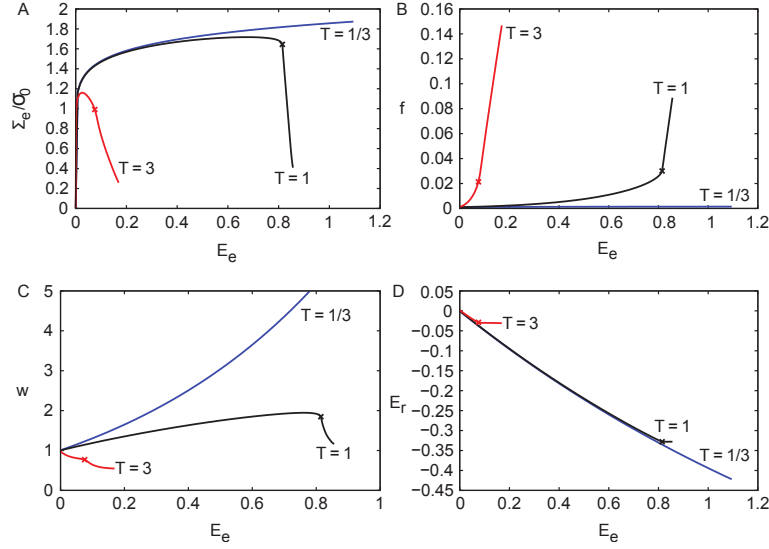 A
2
1.8
1.6
1.4
1.2
1
0.8
0.6
0.4
0.2
0
Σe/σ0
T = 1/3
T = 3
T = 1
0 0.2 0.4 0.6 0.8 1 1.2
Ee
B
0.16
0.14
0.12
0.10
0.08
0.06
0.04
0.02
0
f
T = 3
T = 1
T = 1/3
0 0.2 0.4 0.6 0.8 1 1.2
Ee
C
5
4
3
2
1
0
w
T = 1/3
T = 3
T = 1
0 0.2 0.4 0.6 0.8 1
Ee
D
0.05
0
−0.05
−0.1
−0.15
−0.2
−0.25
−0.3
−0.35
−0.4
−0.45
Er
T = 3
T = 1
T = 1/3
0 0.2 0.4 0.6 0.8 1 1.2
Ee